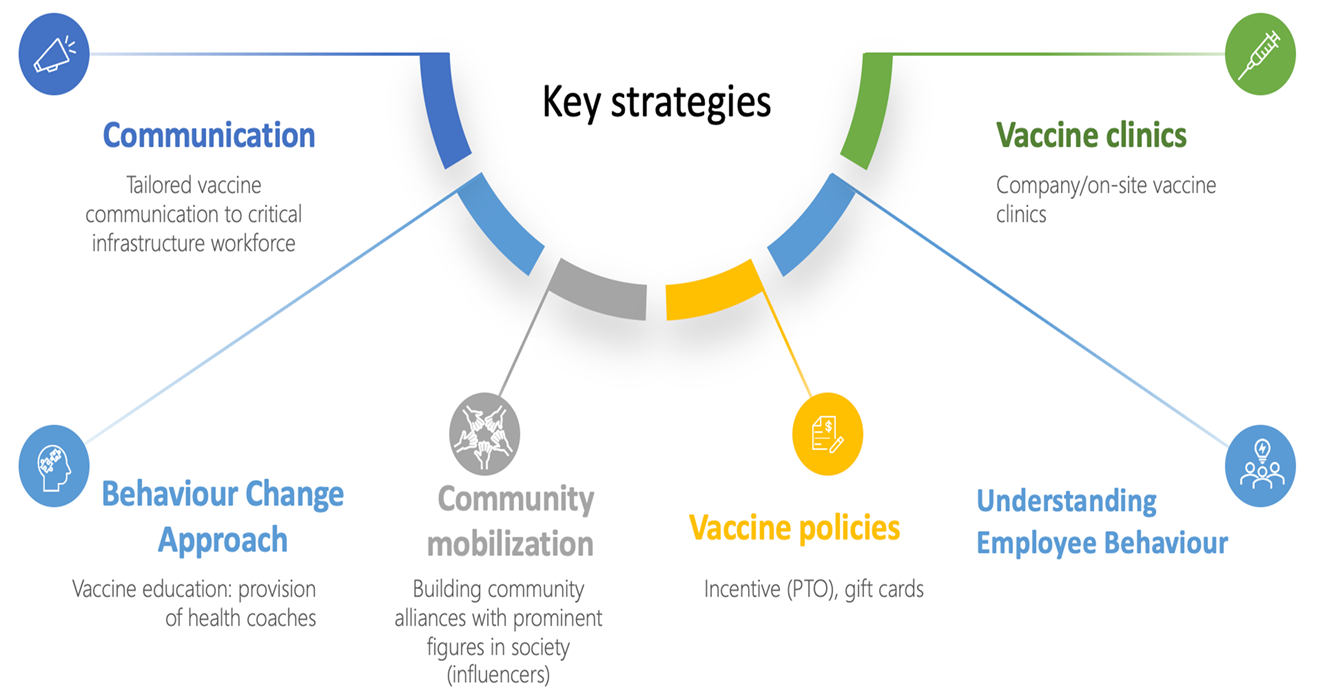 Key strategies
Communication
Tailored vaccine
communication to critical
infrastructure workforce
Vaccine clinics
Company/on-site vaccine
clinics
Behaviour Change
Approach
Vaccine education: provision
of health coaches
Community
mobilization
Building community
alliances with prominent
figures in society
(influencers)
Vaccine policies
Incentive (PTO), gift cards
Understanding
Employee Behaviour
$